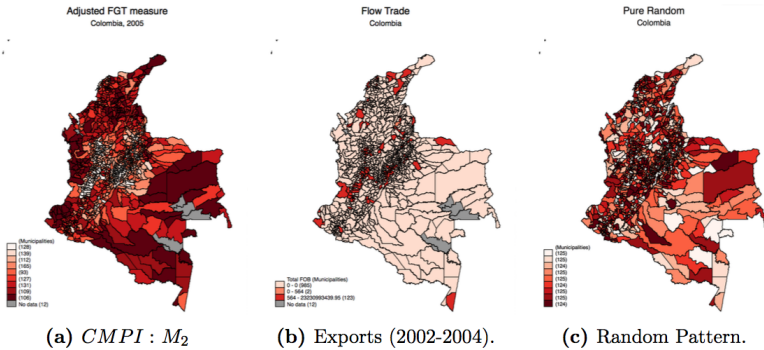 Adjusted FGT measure
Colombia, 2005
(Municipalities)
(128)
(139)
(112)
(165)
(93)
(127)
(131)
(109)
(106)
No data (12)
(a) CMPI : M2
Flow Trade
Colombia
Total FOB (Municipalities)
0 - 0 (965)
0 - 564 (2)
564 - 23230993439.95 (123)
No data (12)
(b) Exports (2002-2004).
Pure Random
Colombia
(Municipalities)
(125)
(125)
(124)
(125)
(124)
(125)
(125)
(125)
(124)
(c) Random Pattern.